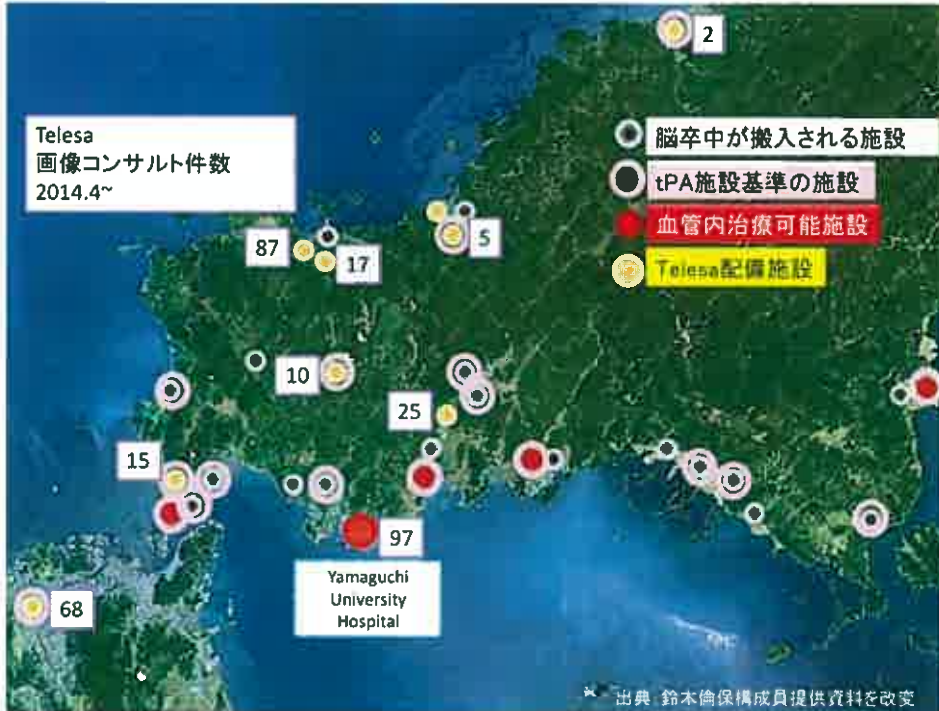 2
Telesa
画像コンサルト件数
2014.4~
脳卒中が搬入される施設
tPA施設基準の施設
血管内治療可能施設
Telesa配備施設
87
17
5
10
25
15
97
Yamaguchi
University
Hospital
68
出典 鈴木倫保構成員提供資料を改変